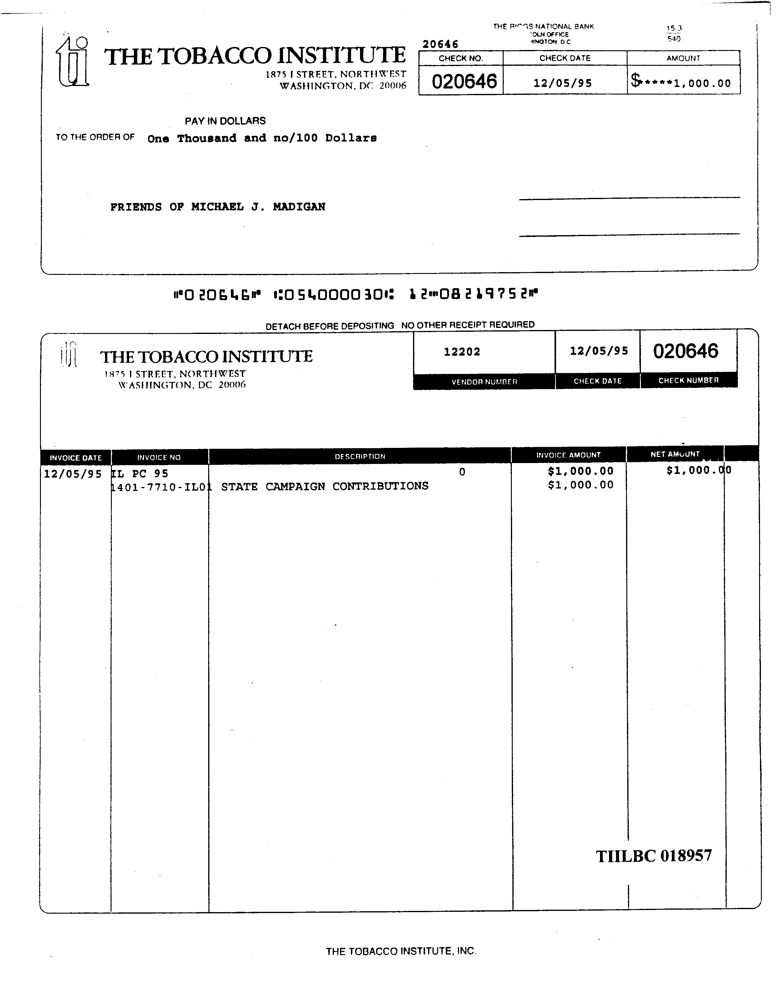 THE RIGGS NATIONAL BANK
OFFICE
D C
15-3
540
20646
THE TOBACCO INSTITUTE
1875 I STREET, NORTHWEST
WASHINGTON, DC 20006
CHECK NO. CHECK DATE AMOUNT
020646 12/05/95 $*****1,000.00
PAY IN DOLLARS
TO THE ORDER OF One Thousand and no/100 Dollars
FRIENDS OF MICHAEL J. MADIGAN
⑈020646⑈ ⑆054000030⑆ 12⑉08219752⑈
DETACH BEFORE DEPOSITING NO OTHER RECEIPT REQUIRED
THE TOBACCO INSTITUTE
1875 I STREET, NORTHWEST
WASHINGTON, DC 20006
12202 12/05/95 020646
VENDOR NUMBER CHECK DATE CHECK NUMBER
INVOICE DATE INVOICE NO DESCRIPTION INVOICE AMOUNT NET AMOUNT
12/05/95 IL PC 95 0 $1,000.00 $1,000.00
1401-7710-IL01 STATE CAMPAIGN CONTRIBUTIONS $1,000.00
TIILBC 018957
THE TOBACCO INSTITUTE, INC.